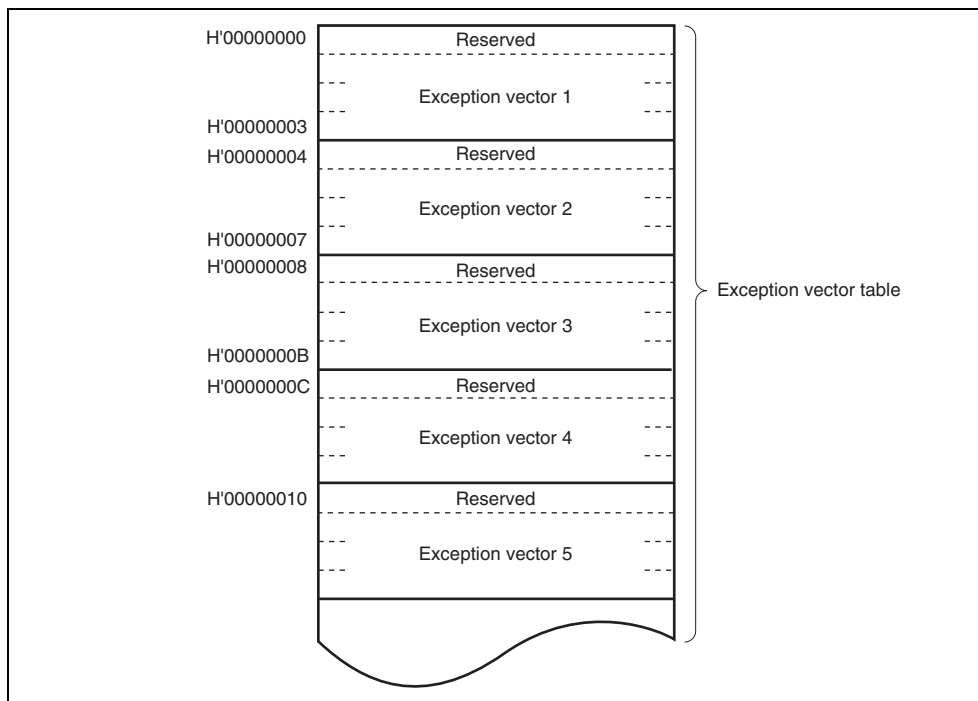 H'00000000
Reserved
Exception vector 1
H'00000003
H'00000004
Reserved
Exception vector 2
H'00000007
H'00000008
Reserved
Exception vector 3
H'0000000B
H'0000000C
Reserved
Exception vector 4
H'00000010
Reserved
Exception vector 5
Exception vector table